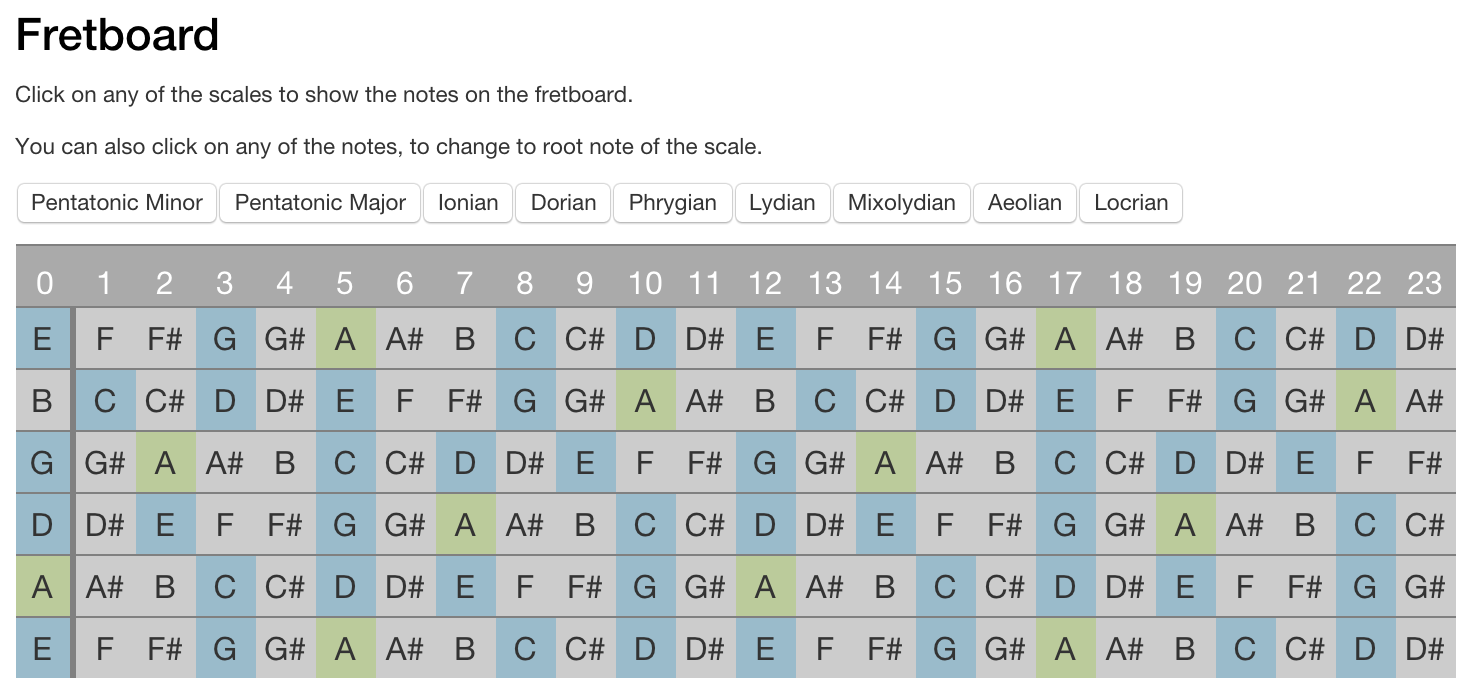 Fretboard
Click on any of the scales to show the notes on the fretboard.
You can also click on any of the notes, to change to root note of the scale.
Pentatonic Minor Pentatonic Major Ionian Dorian Phrygian Lydian Mixolydian Aeolian Locrian
0 1 2 3 4 5 6 7 8 9 10 11 12 13 14 15 16 17 18 19 20 21 22 23
E F F# G G# A A# B C C# D D# E F F# G G# A A# B C C# D D#
B C C# D D# E F F# G G# A A# B C C# D D# E F F# G G# A A#
G G# A A# B C C# D D# E F F# G G# A A# B C C# D D# E F F#
D D# E F F# G G# A A# B C C# D D# E F F# G G# A A# B C C#
A A# B C C# D D# E F F# G G# A A# B C C# D D# E F F# G G#
E F F# G G# A A# B C C# D D# E F F# G G# A A# B C C# D D#